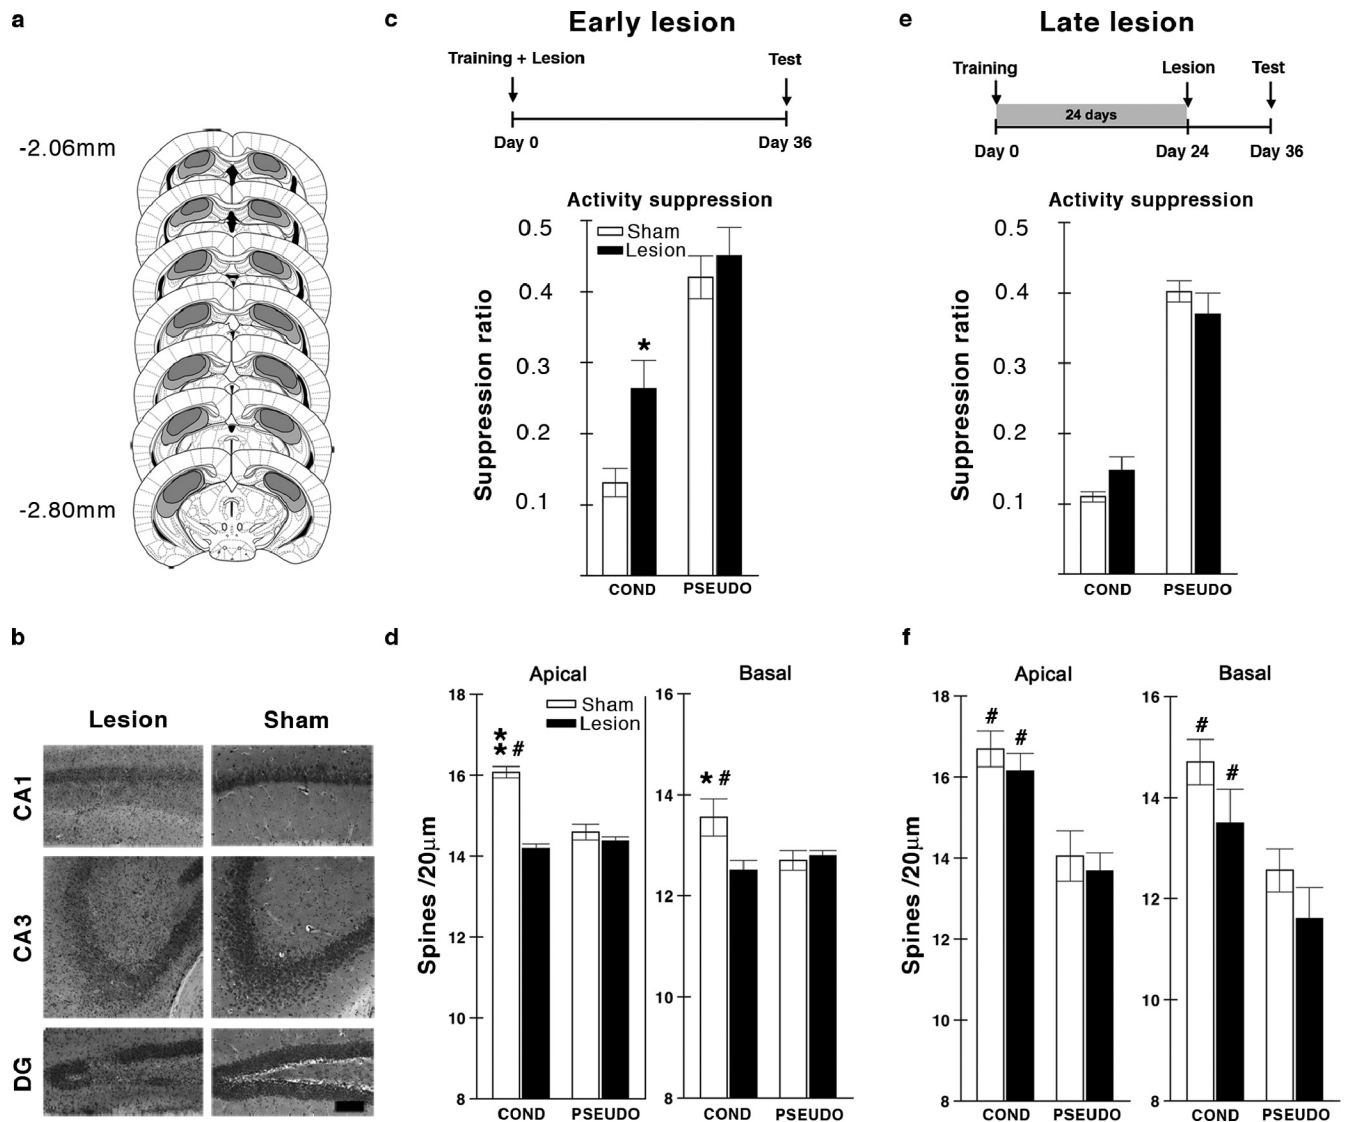 a
-2.06mm
-2.80mm
b
Lesion Sham
CA1
CA3
DG
c
Early lesion
Training + Lesion Test
Day 0 Day 36
Activity suppression
Suppression ratio
0.5
0.4
0.3
0.2
0.1
Sham
Lesion
*
COND PSEUDO
d
Apical Basal
Spines /20μm
18
16
14
12
10
8
Sham
Lesion
*
* #
COND PSEUDO
16
14
12
10
8
* #
COND PSEUDO
e
Late lesion
Training Lesion Test
24 days
Day 0 Day 24 Day 36
Activity suppression
Suppression ratio
0.5
0.4
0.3
0.2
0.1
COND PSEUDO
f
Apical Basal
Spines /20μm
18
16
14
12
10
8
#
#
COND PSEUDO
16
14
12
10
8
#
#
COND PSEUDO